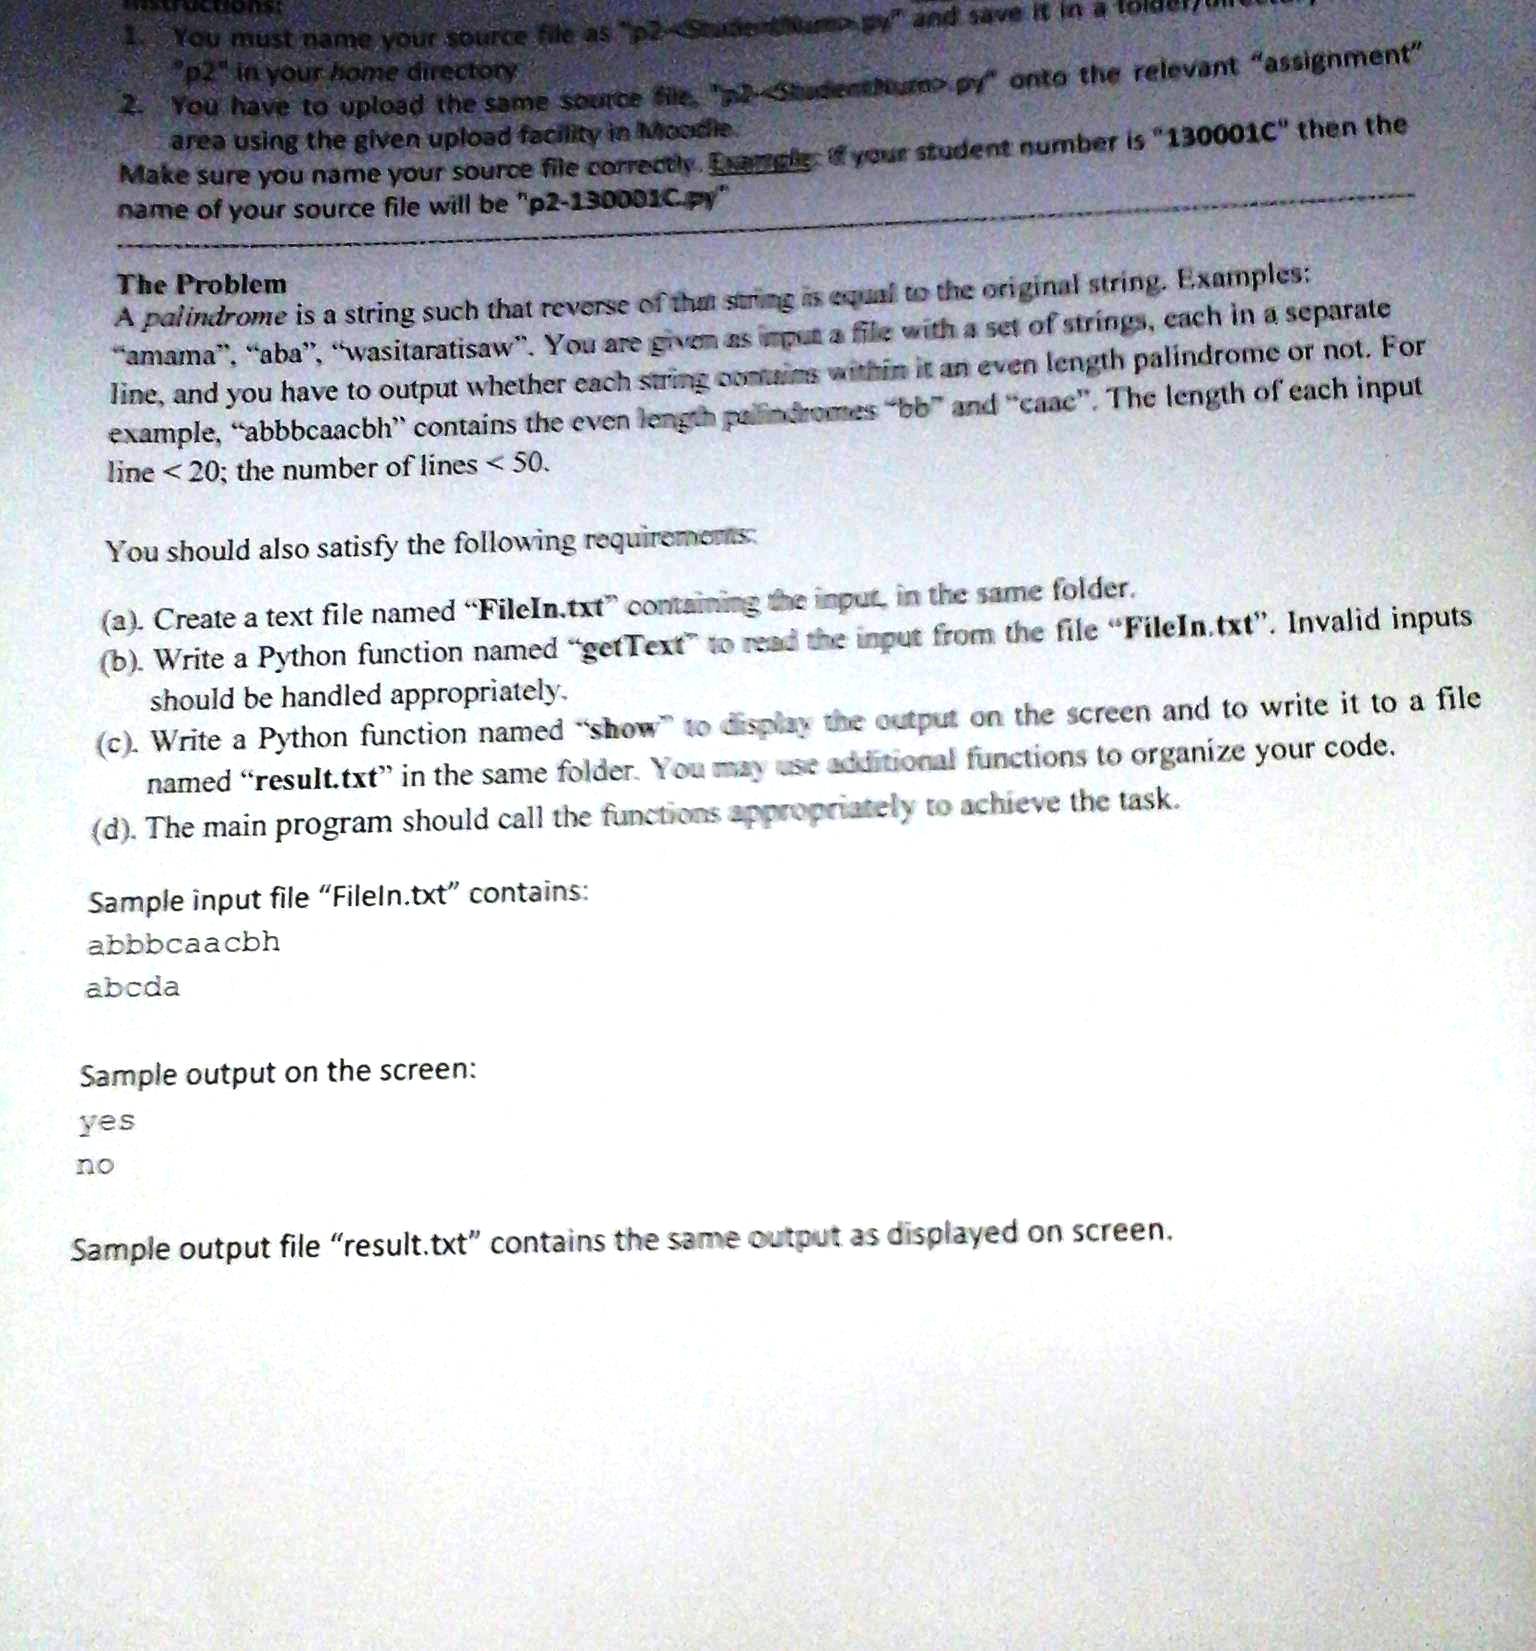 Instructions:
1. You must name your source file as "p2-<StudentNum>.py" and save it in a
"p2" in your home directory
2. You have to upload the same source file, "p2-<StudentNum>.py" onto the relevant "assignment"
area using the given upload facility in Moodle.
Make sure you name your source file correctly. Example: if your student number is "130001C" then the
name of your source file will be "p2-130001C.py"
The Problem
A palindrome is a string such that reverse of that string is equal to the original string. Examples:
"amama", "aba", "wasitaratisaw". You are given as input a file with a set of strings, each in a separate
line, and you have to output whether each string contains within it an even length palindrome or not. For
example, "abbbcaacbh" contains the even length palindromes "bb" and "caac". The length of each input
line < 20; the number of lines < 50.
You should also satisfy the following requirements:
(a). Create a text file named "FileIn.txt" containing the input, in the same folder.
(b). Write a Python function named "getText" to read the input from the file "FileIn.txt". Invalid inputs
should be handled appropriately.
(c). Write a Python function named "show" to display the output on the screen and to write it to a file
named "result.txt" in the same folder. You may use additional functions to organize your code.
(d). The main program should call the functions appropriately to achieve the task.
Sample input file "FileIn.txt" contains:
abbbcaacbh
abcda
Sample output on the screen:
yes
no
Sample output file "result.txt" contains the same output as displayed on screen.